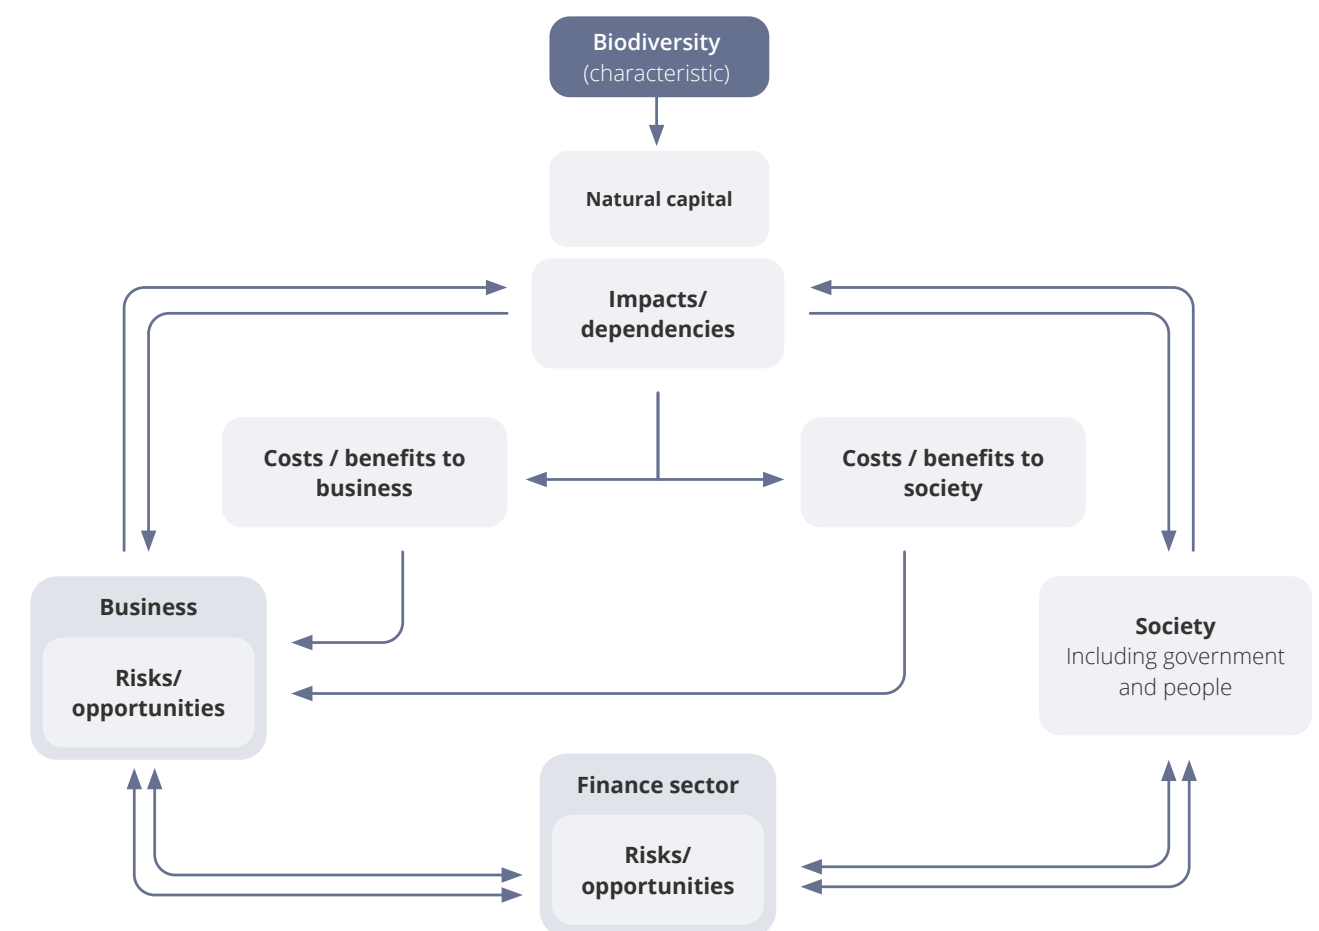 Biodiversity
(characteristic)
Natural capital
Impacts/
dependencies
Costs / benefits to
business
Costs / benefits to
society
Business
Risks/
opportunities
Society
Including government
and people
Finance sector
Risks/
opportunities